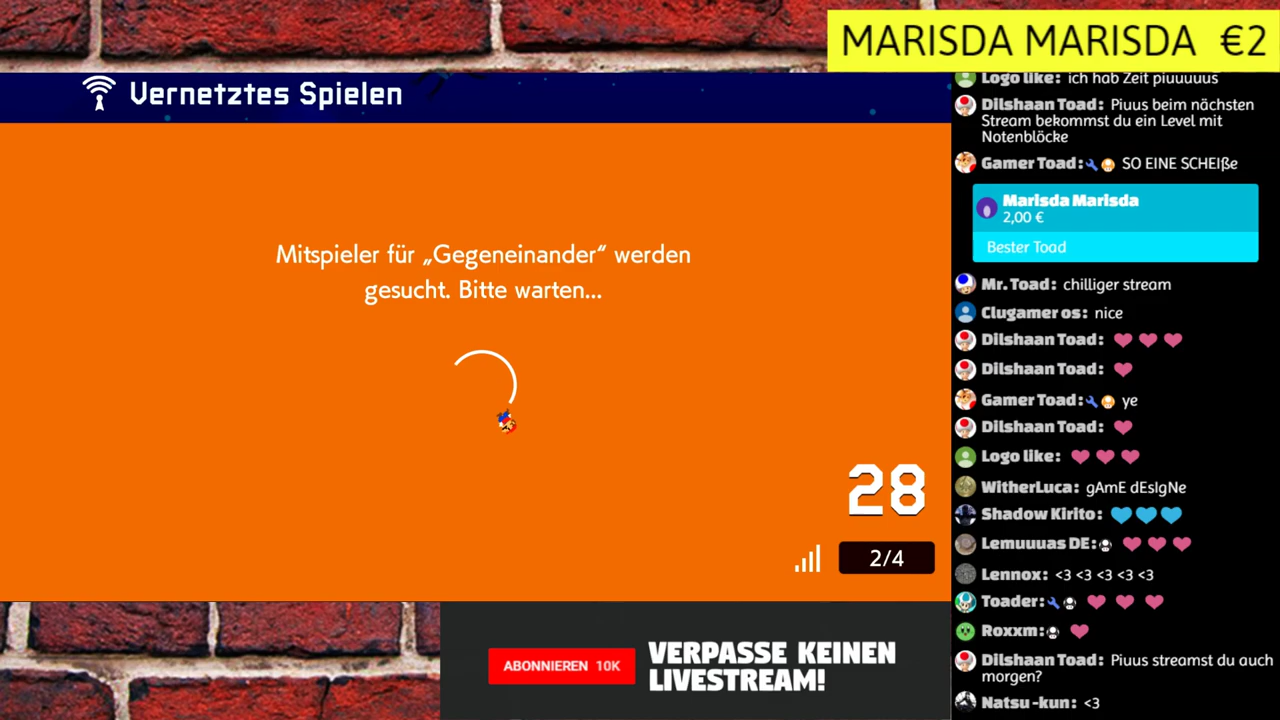 MARISDA MARISDA €2
Vernetztes Spielen
Mitspieler für „Gegeneinander“ werden
gesucht. Bitte warten...
28
2/4
ABONNIEREN 10K
VERPASSE KEINEN
LIVESTREAM!
Logo like: ich hab Zeit piuuuuus
Dilshaan Toad: Piuus beim nächsten
Stream bekommst du ein Level mit
Notenblöcke
Gamer Toad: SO EINE SCHEIße
Marisda Marisda
2,00 €
Bester Toad
Mr. Toad: chilliger stream
Clugamer os: nice
Dilshaan Toad:
Dilshaan Toad:
Gamer Toad: ye
Dilshaan Toad:
Logo like:
WitherLuca: gAmE dEsIgNe
Shadow Kirito:
Lemuuuas DE:
Lennox: <3 <3 <3 <3 <3
Toader:
Roxxm:
Dilshaan Toad: Piuus streamst du auch
morgen?
Natsu-kun: <3